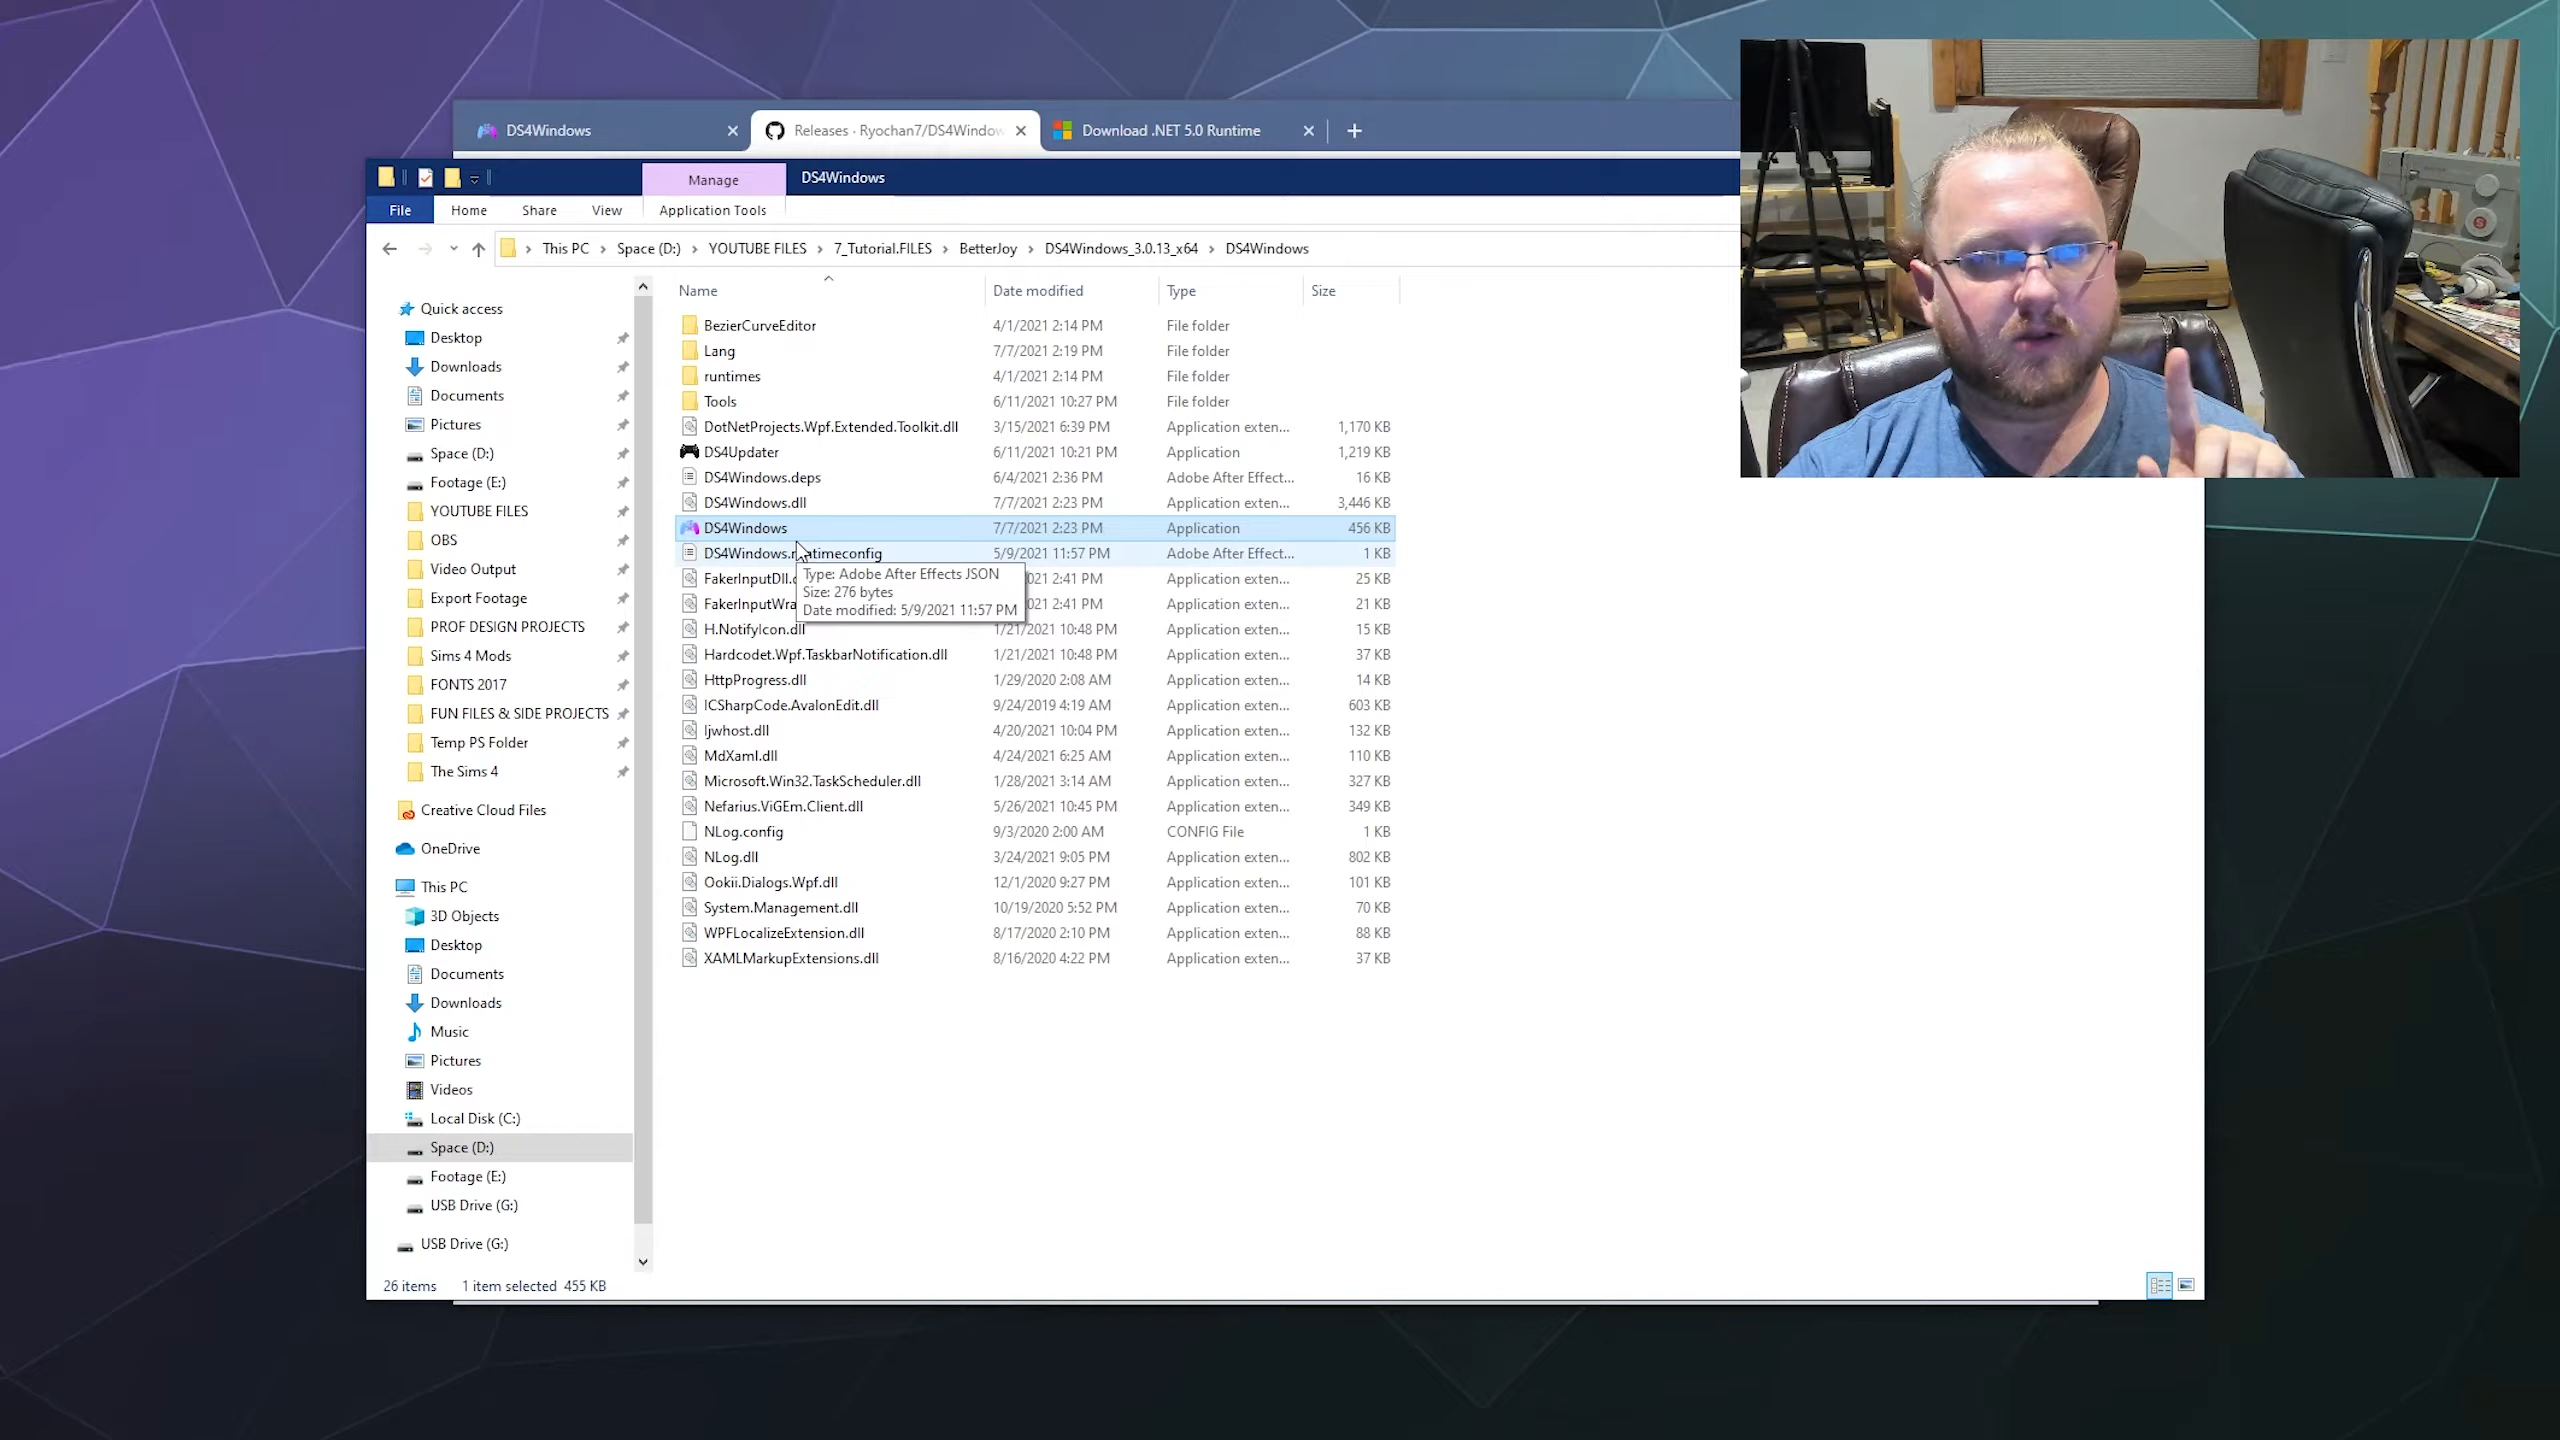 DS4Windows
Releases · Ryochan7/DS4Window
Download .NET 5.0 Runtime
Manage
DS4Windows
File
Home
Share
View
Application Tools
This PC
Space (D:)
YOUTUBE FILES
7_Tutorial.FILES
BetterJoy
DS4Windows_3.0.13_x64
DS4Windows
Quick access
Desktop
Downloads
Documents
Pictures
Space (D:)
Footage (E:)
YOUTUBE FILES
OBS
Video Output
Export Footage
PROF DESIGN PROJECTS
Sims 4 Mods
FONTS 2017
FUN FILES & SIDE PROJECTS
Temp PS Folder
The Sims 4
Creative Cloud Files
OneDrive
This PC
3D Objects
Desktop
Documents
Downloads
Music
Pictures
Videos
Local Disk (C:)
Space (D:)
Footage (E:)
USB Drive (G:)
USB Drive (G:)
Name Date modified Type Size
BezierCurveEditor 4/1/2021 2:14 PM File folder
Lang 7/7/2021 2:19 PM File folder
runtimes 4/1/2021 2:14 PM File folder
Tools 6/11/2021 10:27 PM File folder
DotNetProjects.Wpf.Extended.Toolkit.dll 3/15/2021 6:39 PM Application exten... 1,170 KB
DS4Updater 6/11/2021 10:21 PM Application 1,219 KB
DS4Windows.deps 6/4/2021 2:36 PM Adobe After Effect... 16 KB
DS4Windows.dll 7/7/2021 2:23 PM Application exten... 3,446 KB
DS4Windows 7/7/2021 2:23 PM Application 456 KB
DS4Windows.runtimeconfig 5/9/2021 11:57 PM Adobe After Effect... 1 KB
FakerInputDll. 021 2:41 PM Application exten... 25 KB
FakerInputWra 021 2:41 PM Application exten... 21 KB
Type: Adobe After Effects JSON
Size: 276 bytes
Date modified: 5/9/2021 11:57 PM
H.NotifyIcon.dll 1/21/2021 10:48 PM Application exten... 15 KB
Hardcodet.Wpf.TaskbarNotification.dll 1/21/2021 10:48 PM Application exten... 37 KB
HttpProgress.dll 1/29/2020 2:08 AM Application exten... 14 KB
ICSharpCode.AvalonEdit.dll 9/24/2019 4:19 AM Application exten... 603 KB
Ijwhost.dll 4/20/2021 10:04 PM Application exten... 132 KB
MdXaml.dll 4/24/2021 6:25 AM Application exten... 110 KB
Microsoft.Win32.TaskScheduler.dll 1/28/2021 3:14 AM Application exten... 327 KB
Nefarius.ViGEm.Client.dll 5/26/2021 10:45 PM Application exten... 349 KB
NLog.config 9/3/2020 2:00 AM CONFIG File 1 KB
NLog.dll 3/24/2021 9:05 PM Application exten... 802 KB
Ookii.Dialogs.Wpf.dll 12/1/2020 9:27 PM Application exten... 101 KB
System.Management.dll 10/19/2020 5:52 PM Application exten... 70 KB
WPFLocalizeExtension.dll 8/17/2020 2:10 PM Application exten... 88 KB
XAMLMarkupExtensions.dll 8/16/2020 4:22 PM Application exten... 37 KB
26 items 1 item selected 455 KB